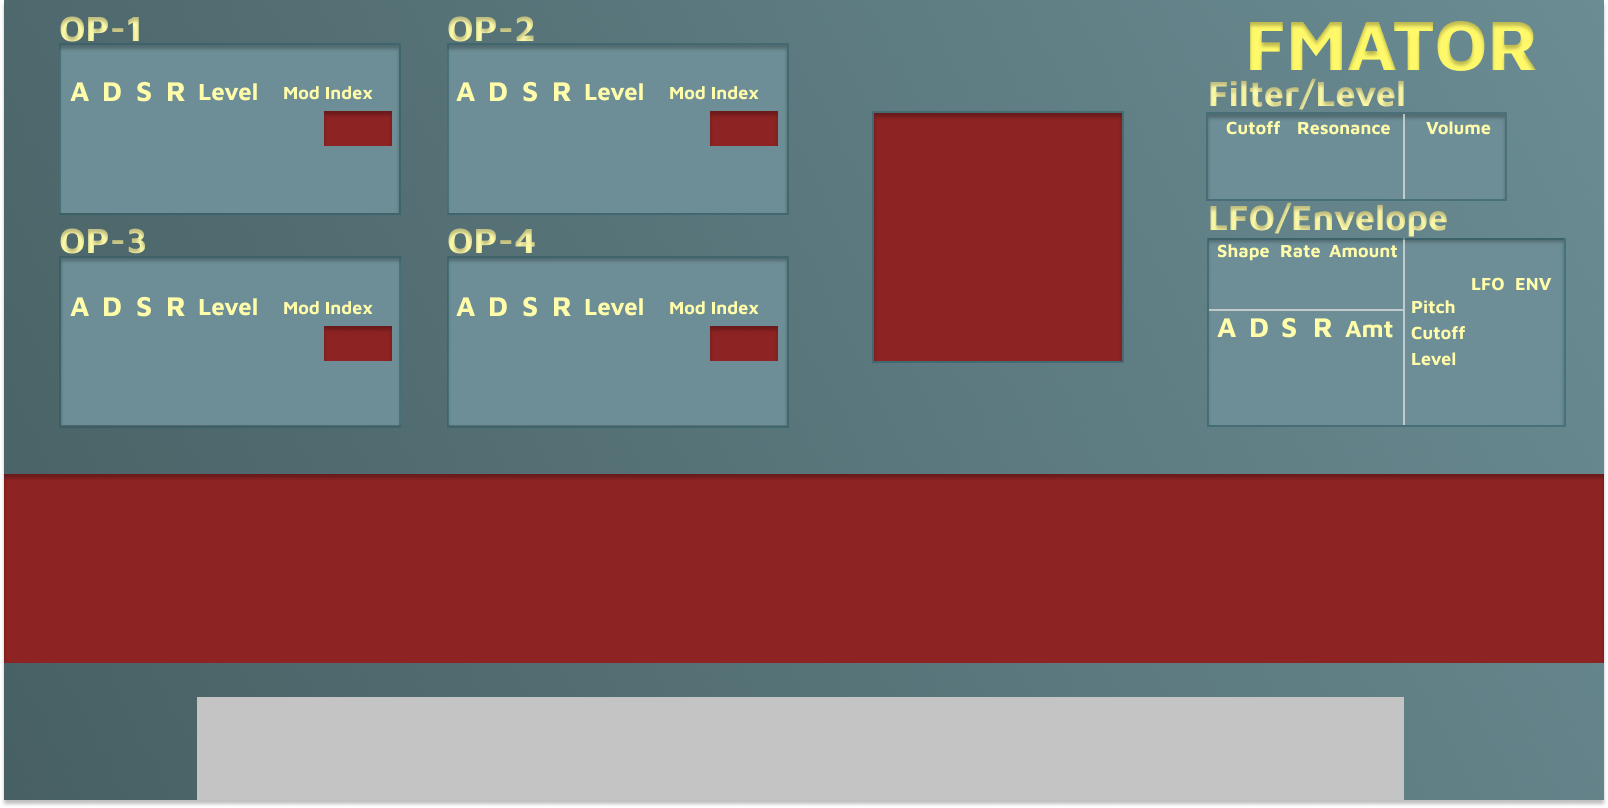 OP-1
A D S R Level Mod Index
OP-2
A D S R Level Mod Index
OP-3
A D S R Level Mod Index
OP-4
A D S R Level Mod Index
FMATOR
Filter/Level
Cutoff Resonance Volume
LFO/Envelope
Shape Rate Amount
A D S R Amt
LFO ENV
Pitch
Cutoff
Level